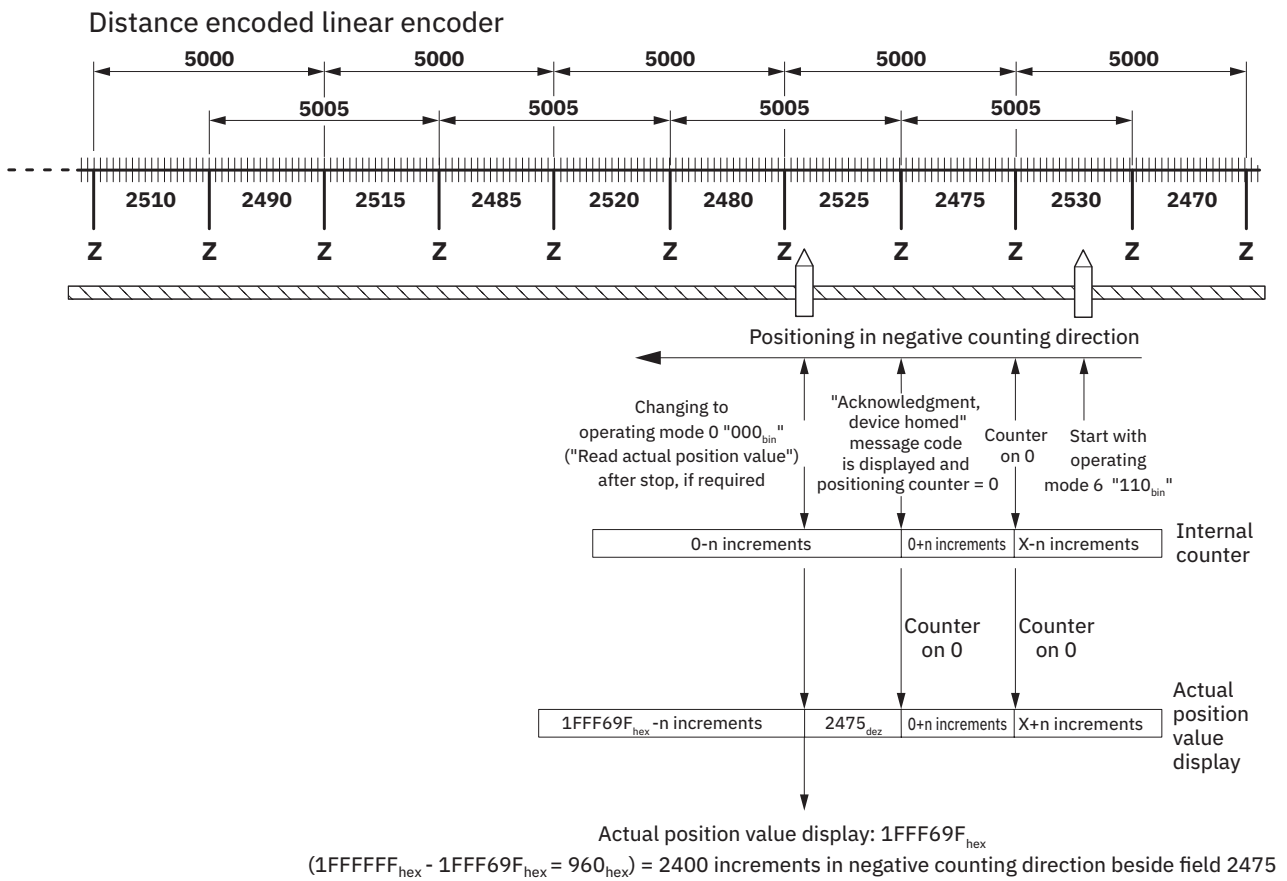 Distance encoded linear encoder
5000 5000 5000 5000 5000
5005 5005 5005 5005
2510 2490 2515 2485 2520 2480 2525 2475 2530 2470
Z Z Z Z Z Z Z Z Z Z Z
Positioning in negative counting direction
Changing to
operating mode 0 "000bin"
("Read actual position value")
after stop, if required
"Acknowledgment,
device homed"
message code
is displayed and
positioning counter = 0
Counter
on 0
Start with
operating
mode 6 "110bin"
0-n increments
0+n increments
X-n increments
Internal
counter
Counter
on 0
Counter
on 0
1FFF69Fhex -n increments
2475dez
0+n increments
X+n increments
Actual
position
value
display
Actual position value display: 1FFF69Fhex
(1FFFFFFhex - 1FFF69Fhex = 960hex) = 2400 increments in negative counting direction beside field 2475